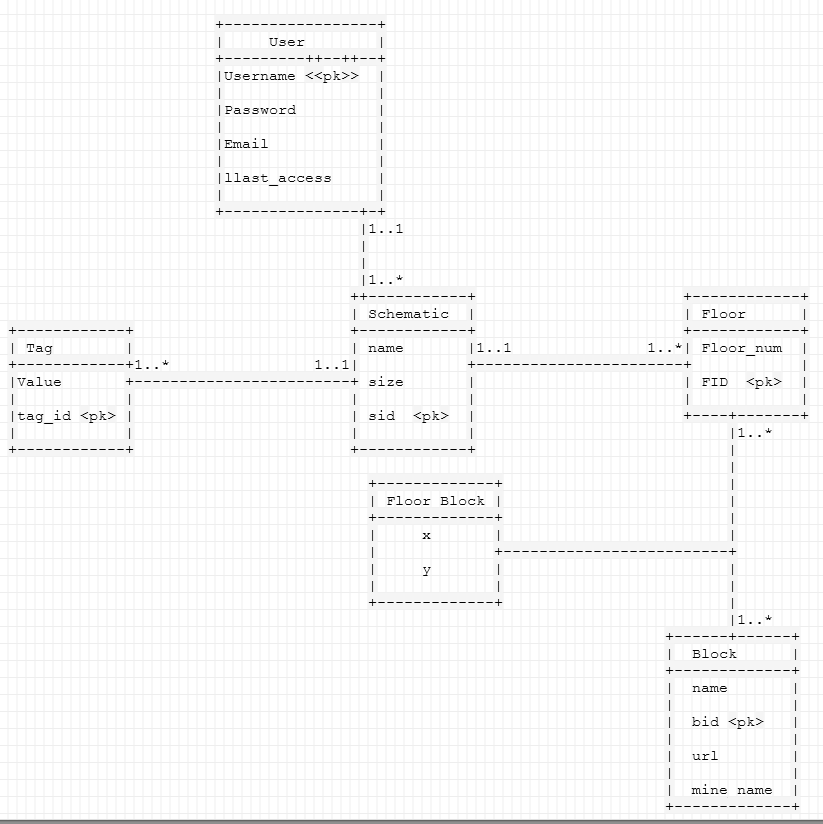 User
Username <<pk>>
Password
Email
llast_access
1..1
1..*
Schematic
name
size
sid <pk>
Tag
Value
tag_id <pk>
1..*
1..1
1..1
1..*
Floor
Floor_num
FID <pk>
1..*
Floor Block
x
y
1..*
Block
name
bid <pk>
url
mine name